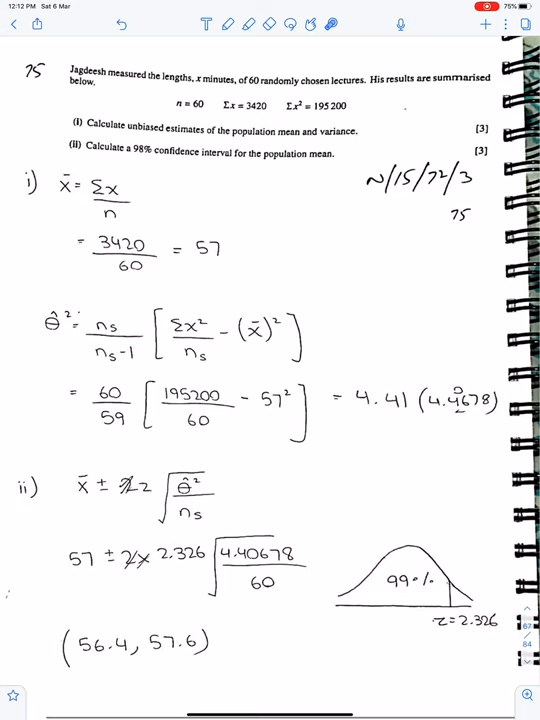 12:12 PM Sat 6 Mar
75%
75
Jagdeesh measured the lengths, x minutes, of 60 randomly chosen lectures. His results are summarised
below.
n = 60 Σx = 3420 Σx² = 195 200
(i) Calculate unbiased estimates of the population mean and variance. [3]
(ii) Calculate a 98% confidence interval for the population mean. [3]
N/15/72/3
75
i) x̄ = Σx/n
= 3420/60 = 57
θ̂² = ns/ns-1 [Σx²/ns - (x̄)²]
= 60/59 [195200/60 - 57²] = 4.41 (4.40678)
ii) x̄ ± z √θ̂²/ns
57 ± 2.326 √4.40678/60
99%
z = 2.326
(56.4, 57.6)
67
/
84